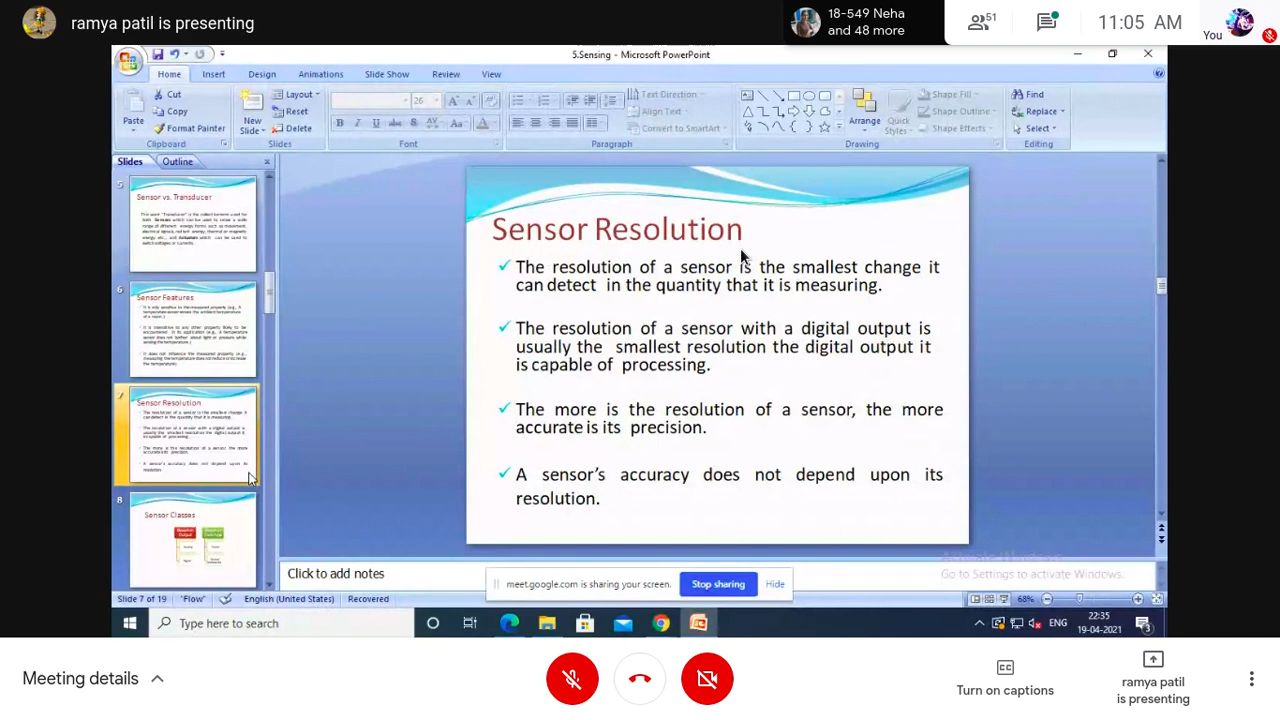 ramya patil is presenting
18-549 Neha
and 48 more
51
11:05 AM
You
5.Sensing - Microsoft PowerPoint
Home Insert Design Animations Slide Show Review View
Paste
Cut
Copy
Format Painter
Clipboard
New
Slide
Layout
Reset
Delete
Slides
26
B I U abc S AV Aa A
Font
Text Direction
Align Text
Convert to SmartArt
Paragraph
Arrange
Quick
Styles
Shape Fill
Shape Outline
Shape Effects
Drawing
Find
Replace
Select
Editing
Slides Outline
5
Sensor vs. Transducer
6
Sensor Features
7
Sensor Resolution
8
Sensor Classes
Sensor Resolution
The resolution of a sensor is the smallest change it
can detect in the quantity that it is measuring.
The resolution of a sensor with a digital output is
usually the smallest resolution the digital output it
is capable of processing.
The more is the resolution of a sensor, the more
accurate is its precision.
A sensor's accuracy does not depend upon its
resolution.
Click to add notes
meet.google.com is sharing your screen.
Stop sharing
Hide
Activate Windows
Go to Settings to activate Windows.
Slide 7 of 19 "Flow" English (United States) Recovered
68%
Type here to search
ENG
22:35
19-04-2021
3
Meeting details
Turn on captions
ramya patil
is presenting